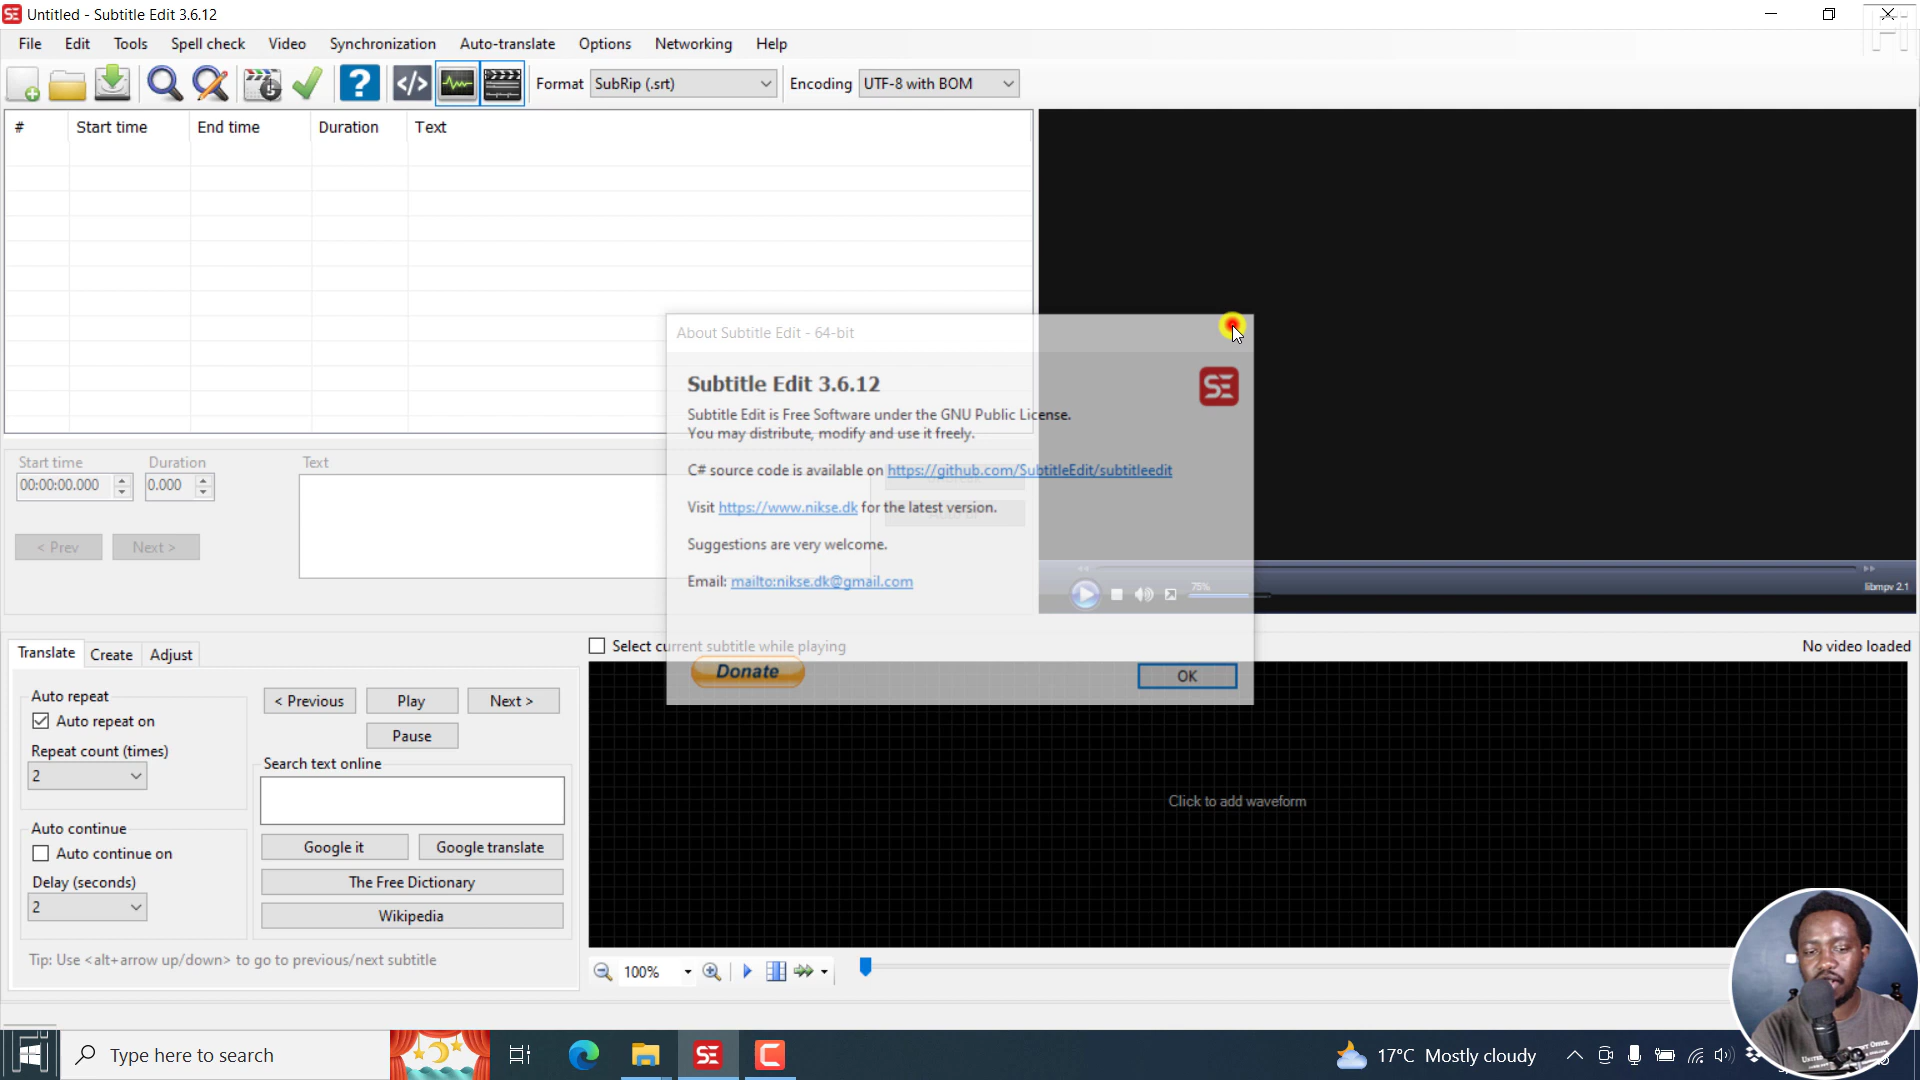 Untitled - Subtitle Edit 3.6.12
File Edit Tools Spell check Video Synchronization Auto-translate Options Networking Help
Format SubRip (.srt) Encoding UTF-8 with BOM
# Start time End time Duration Text
About Subtitle Edit - 64-bit
Subtitle Edit 3.6.12
SE
Subtitle Edit is Free Software under the GNU Public License.
You may distribute, modify and use it freely.
C# source code is available on https://github.com/SubtitleEdit/subtitleedit
Visit https://www.nikse.dk for the latest version.
Suggestions are very welcome.
Email: mailto:nikse.dk@gmail.com
Donate
OK
Start time Duration Text
00:00:00.000 0.000
< Prev Next >
75%
libmpv 2.1
Translate Create Adjust
Select current subtitle while playing
No video loaded
Auto repeat
Auto repeat on
Repeat count (times)
2
< Previous Play Next >
Pause
Search text online
Auto continue
Auto continue on
Delay (seconds)
2
Google it Google translate
The Free Dictionary
Wikipedia
Tip: Use <alt+arrow up/down> to go to previous/next subtitle
Click to add waveform
100%
Type here to search
SE
17°C Mostly cloudy